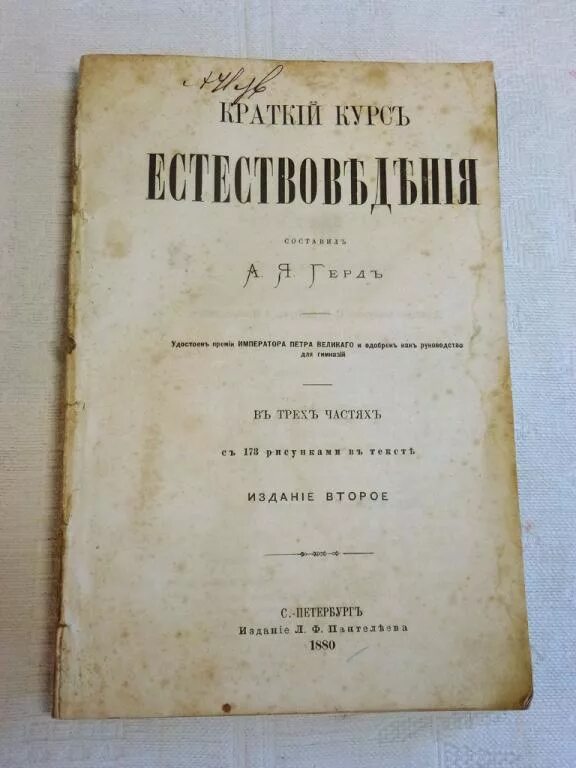 КРАТКІЙ КУРСЪ
ЕСТЕСТВОВѢДѢНІЯ
СОСТАВИЛЪ
А. Я. ГЕРДЪ
Удостоенъ преміи ИМПЕРАТОРА ПЕТРА ВЕЛИКАГО и одобренъ какъ руководство
для гимназій
ВЪ ТРЕХЪ ЧАСТЯХЪ
съ 173 рисунками въ текстѣ
ИЗДАНІЕ ВТОРОЕ
С.-ПЕТЕРБУРГЪ
Изданіе Л. Ф. Пантелѣева
1880